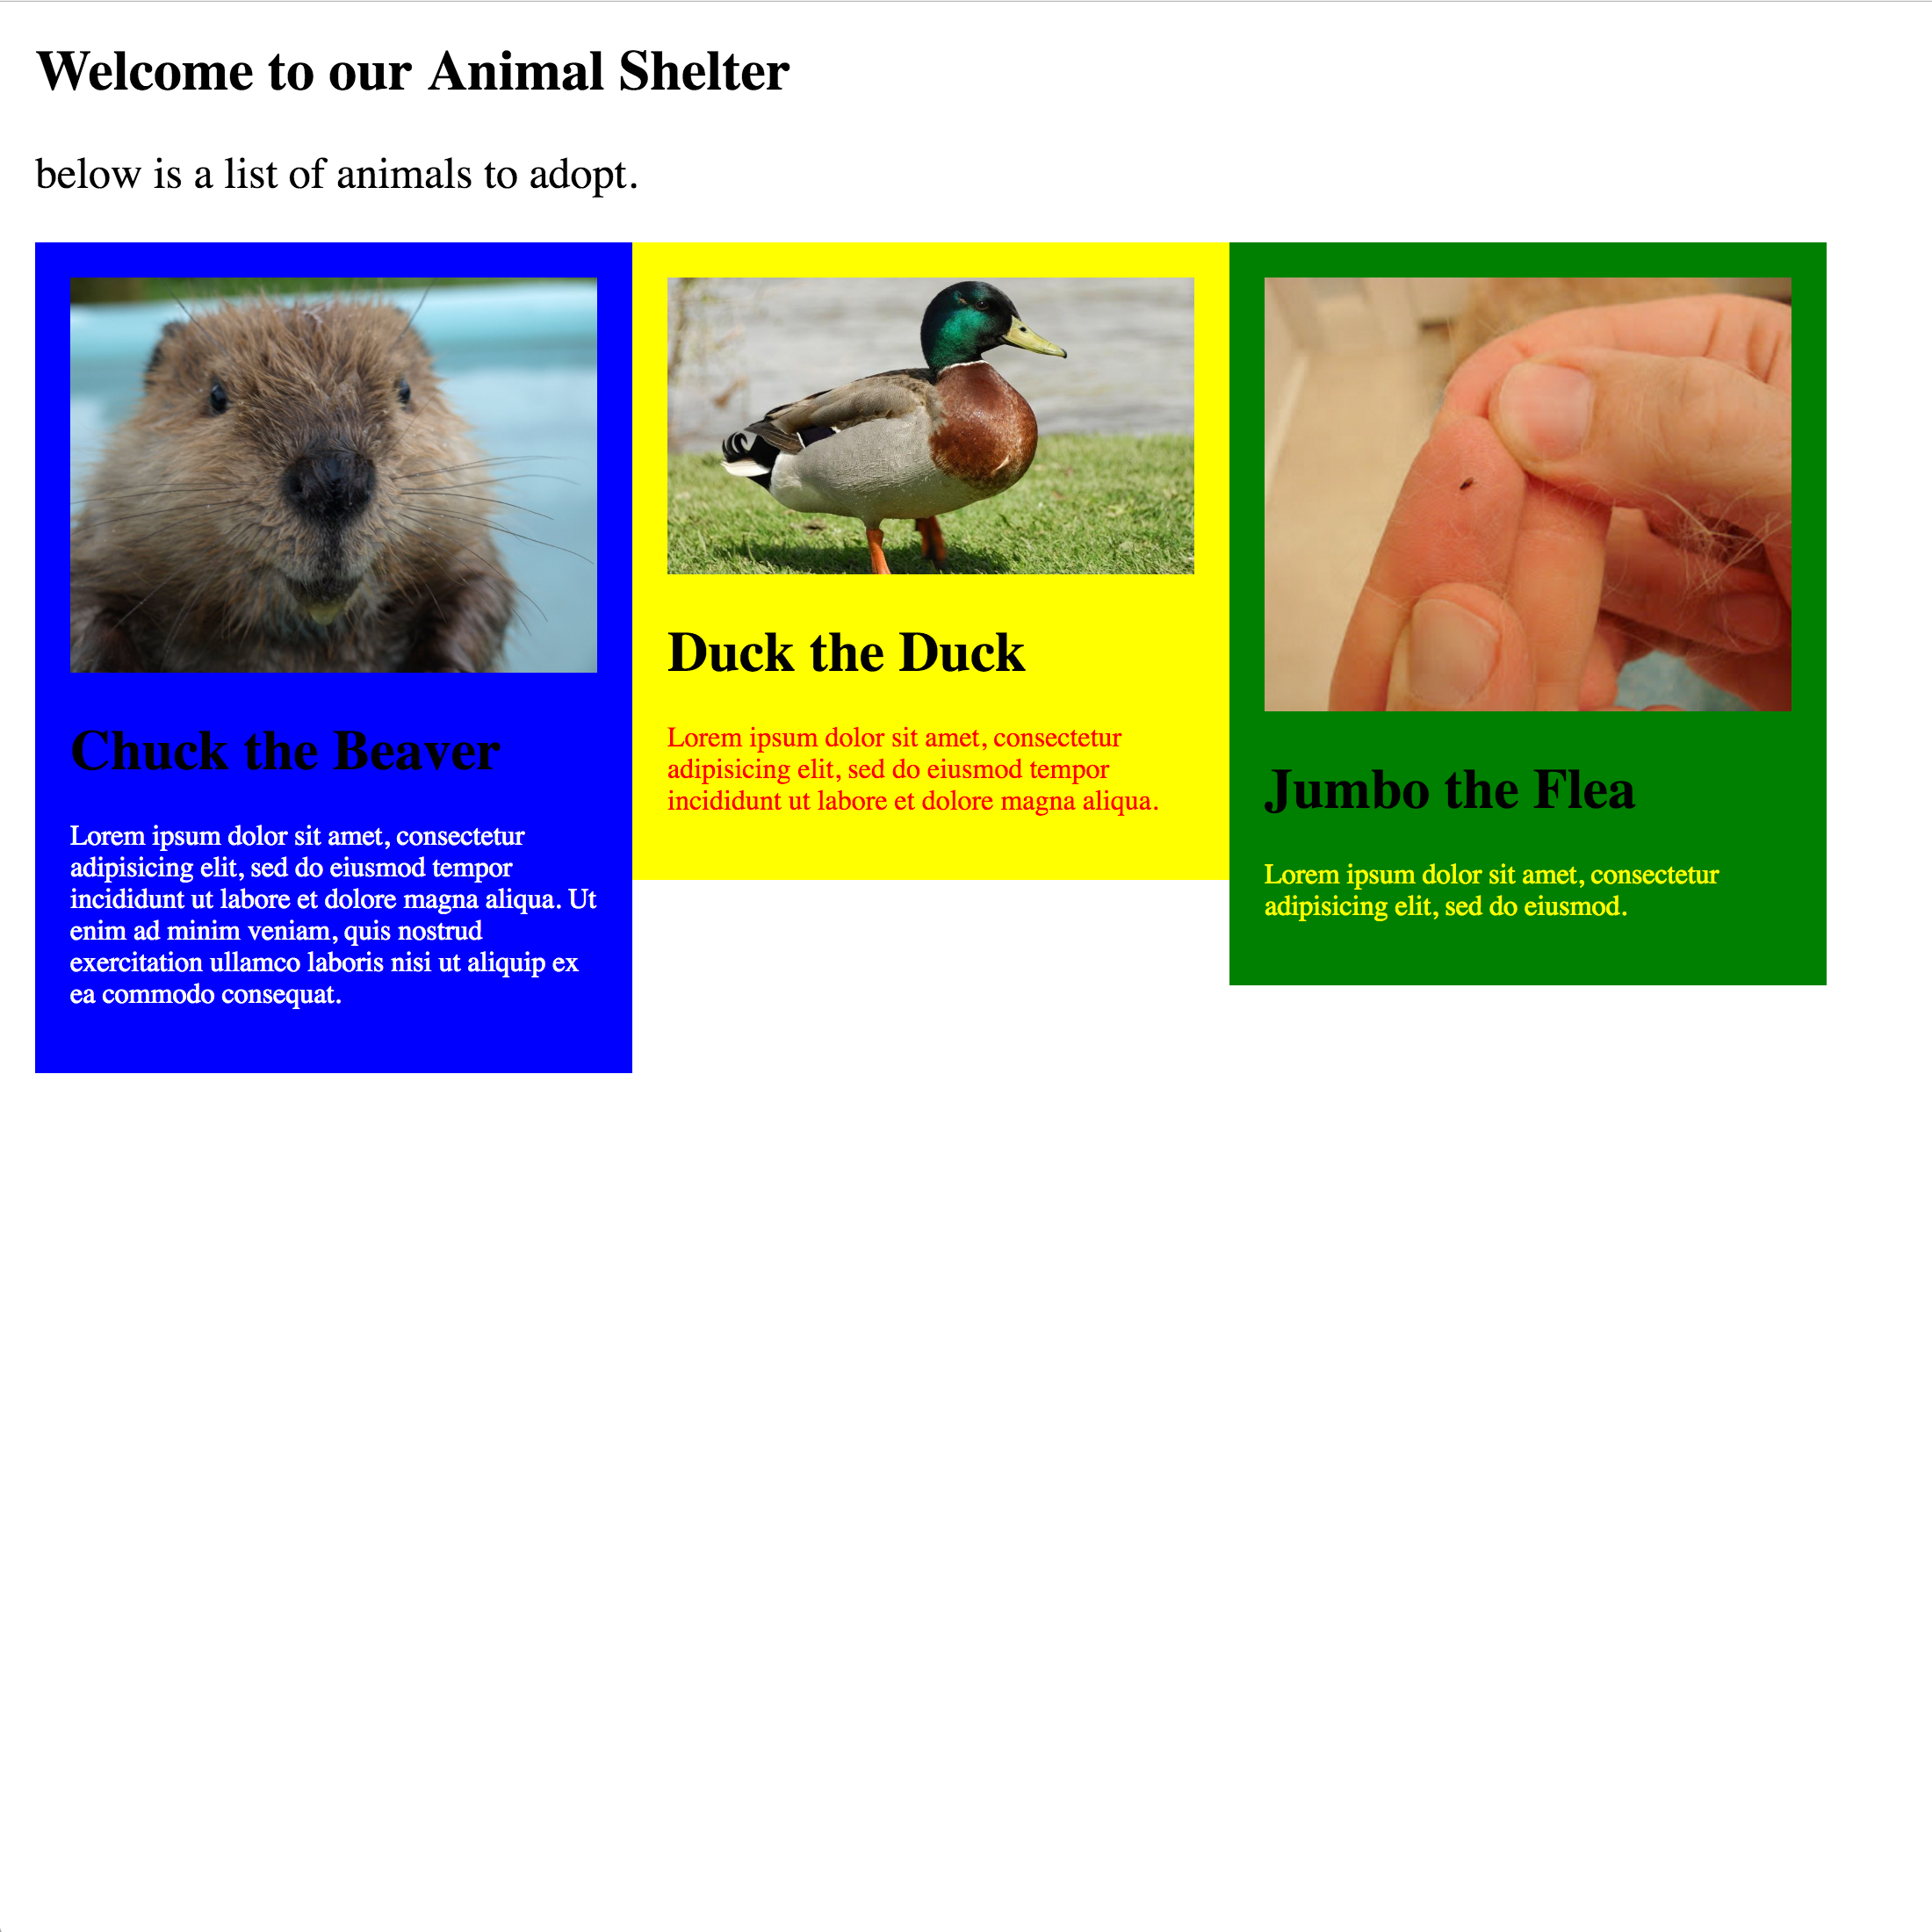 Welcome to our Animal Shelter
below is a list of animals to adopt.
Chuck the Beaver
Lorem ipsum dolor sit amet, consectetur
adipisicing elit, sed do eiusmod tempor
incididunt ut labore et dolore magna aliqua. Ut
enim ad minim veniam, quis nostrud
exercitation ullamco laboris nisi ut aliquip ex
ea commodo consequat.
Duck the Duck
Lorem ipsum dolor sit amet, consectetur
adipisicing elit, sed do eiusmod tempor
incididunt ut labore et dolore magna aliqua.
Jumbo the Flea
Lorem ipsum dolor sit amet, consectetur
adipisicing elit, sed do eiusmod.